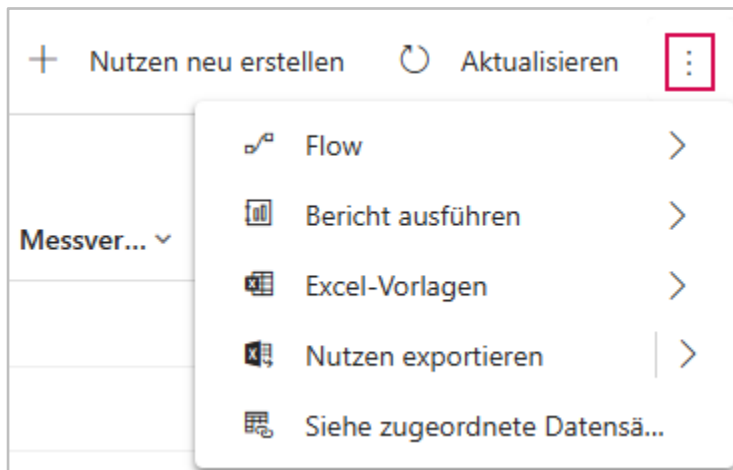 Nutzen neu erstellen Aktualisieren
Flow
Bericht ausführen
Messver...
Excel-Vorlagen
Nutzen exportieren
Siehe zugeordnete Datensä...